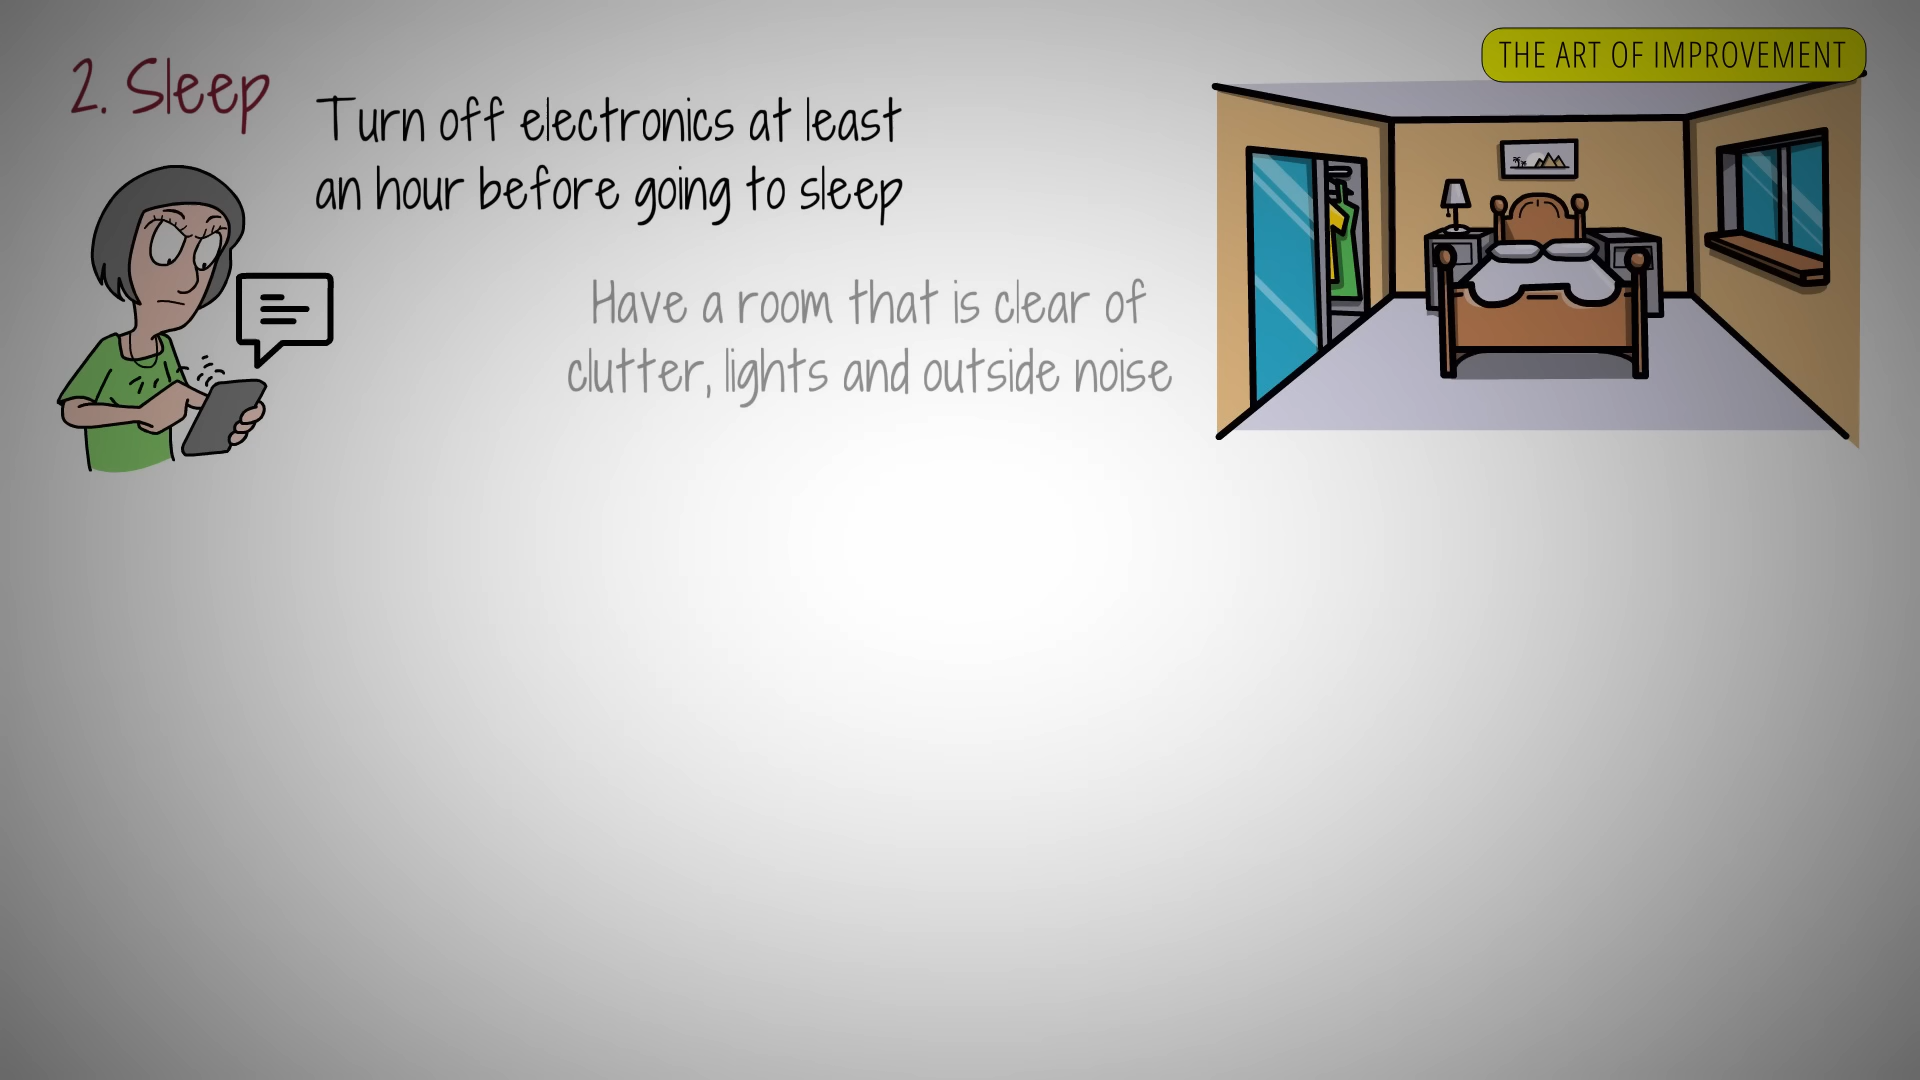 THE ART OF IMPROVEMENT
2. Sleep
Turn off electronics at least
an hour before going to sleep
Have a room that is clear of
clutter, lights and outside noise